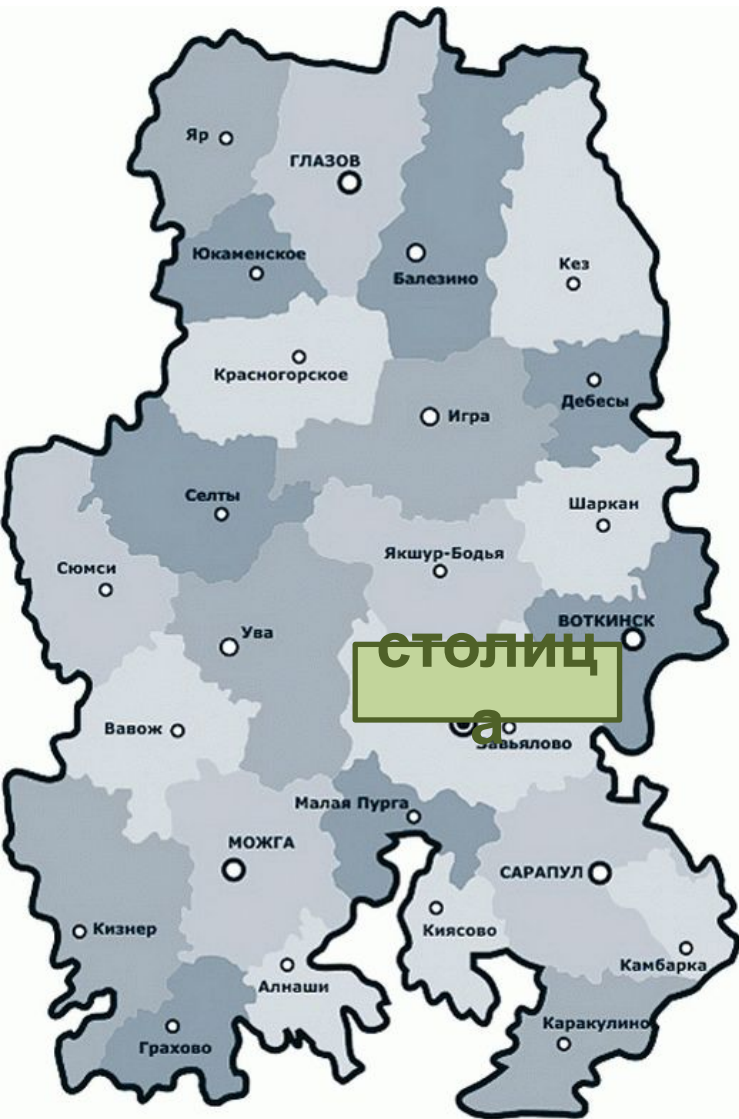 Яр
ГЛАЗОВ
Юкаменское
Балезино
Кез
Красногорское
Игра
Дебесы
Селты
Шаркан
Якшур-Бодья
Сюмси
ВОТКИНСК
Ува
столиц
а
Вавож
Завьялово
Малая Пурга
МОЖГА
САРАПУЛ
Кизнер
Киясово
Камбарка
Алнаши
Каракулино
Грахово